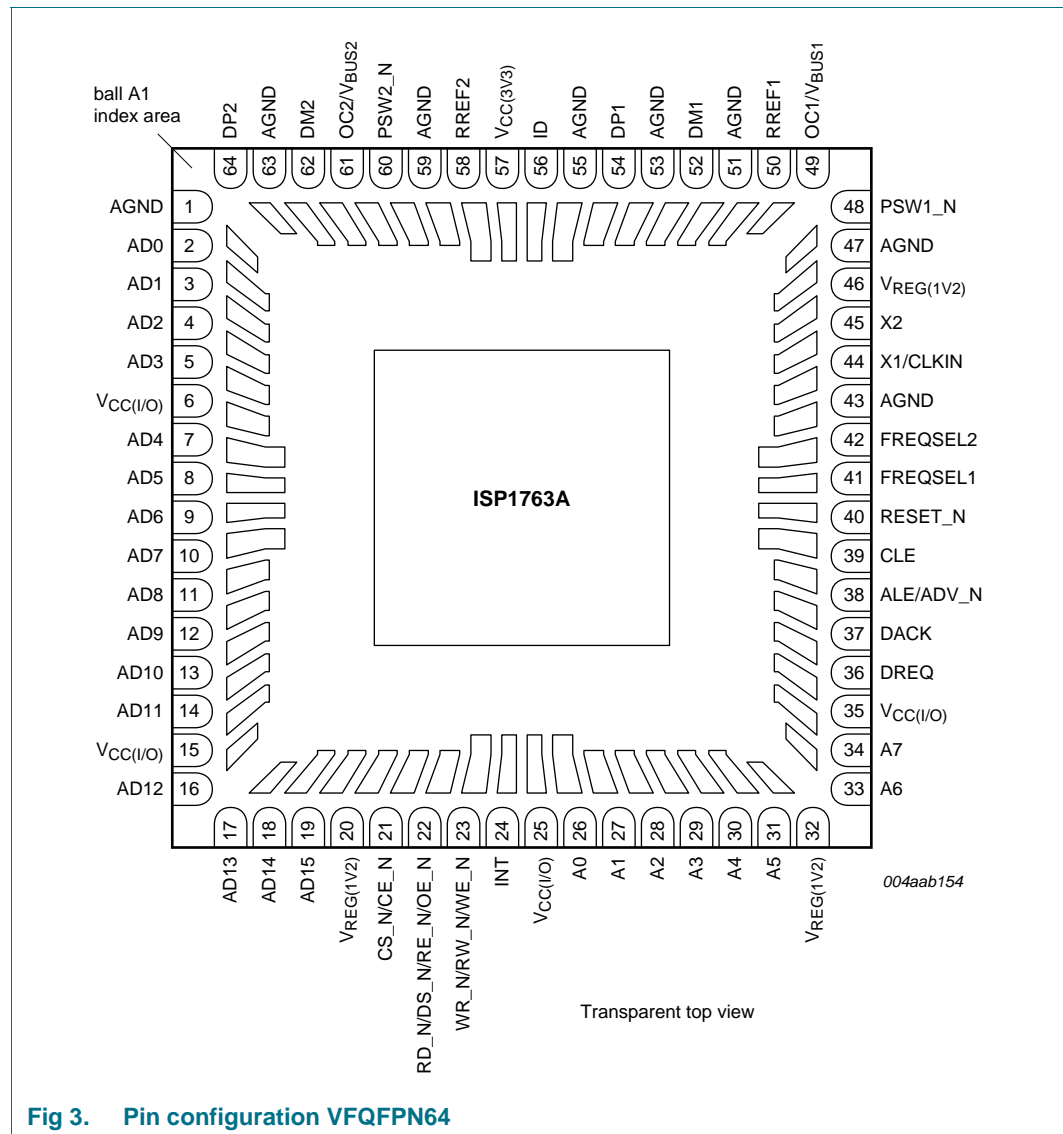 ball A1
index area
DP2
AGND
DM2
OC2/VBUS2
PSW2_N
AGND
RREF2
VCC(3V3)
ID
AGND
DP1
AGND
DM1
AGND
RREF1
OC1/VBUS1
64
63
62
61
60
59
58
57
56
55
54
53
52
51
50
49
AGND 1
AD0 2
AD1 3
AD2 4
AD3 5
VCC(I/O) 6
AD4 7
AD5 8
AD6 9
AD7 10
AD8 11
AD9 12
AD10 13
AD11 14
VCC(I/O) 15
AD12 16
ISP1763A
48 PSW1_N
47 AGND
46 VREG(1V2)
45 X2
44 X1/CLKIN
43 AGND
42 FREQSEL2
41 FREQSEL1
40 RESET_N
39 CLE
38 ALE/ADV_N
37 DACK
36 DREQ
35 VCC(I/O)
34 A7
33 A6
17
18
19
20
21
22
23
24
25
26
27
28
29
30
31
32
AD13
AD14
AD15
VREG(1V2)
CS_N/CE_N
RD_N/DS_N/RE_N/OE_N
WR_N/RW_N/WE_N
INT
VCC(I/O)
A0
A1
A2
A3
A4
A5
VREG(1V2)
004aab154
Transparent top view
Fig 3. Pin configuration VFQFPN64